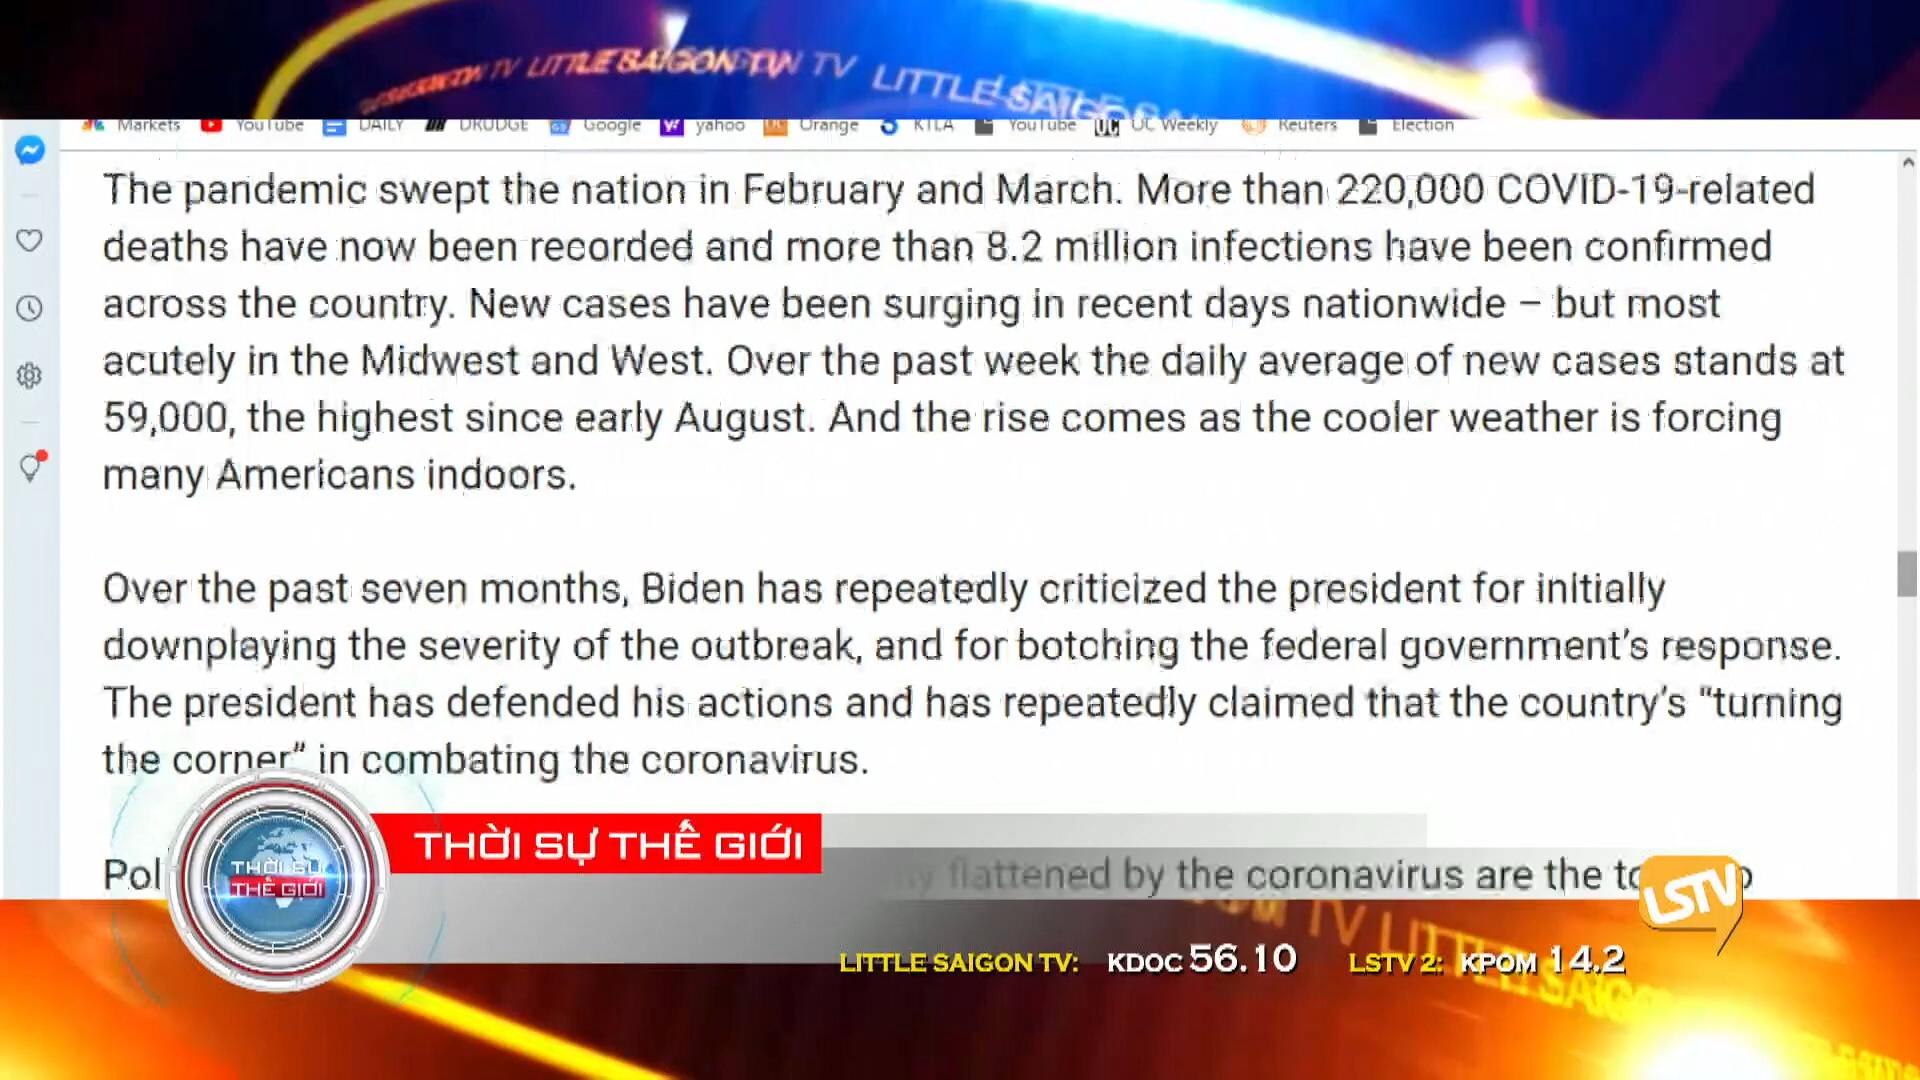 LITTLE SAIGON TV
LITTLE SAIGON
Markets YouTube DAILY DRUDGE Google yahoo Orange KTLA YouTube OC Weekly Reuters Election
The pandemic swept the nation in February and March. More than 220,000 COVID-19-related
deaths have now been recorded and more than 8.2 million infections have been confirmed
across the country. New cases have been surging in recent days nationwide – but most
acutely in the Midwest and West. Over the past week the daily average of new cases stands at
59,000, the highest since early August. And the rise comes as the cooler weather is forcing
many Americans indoors.
Over the past seven months, Biden has repeatedly criticized the president for initially
downplaying the severity of the outbreak, and for botching the federal government’s response.
The president has defended his actions and has repeatedly claimed that the country’s “turning
the corner” in combating the coronavirus.
THỜI SỰ THẾ GIỚI
THỜI SỰ
THẾ GIỚI
flattened by the coronavirus are the
LSTV
LITTLE SAIGON TV: KDOC 56.10 LSTV 2: KPOM 14.2